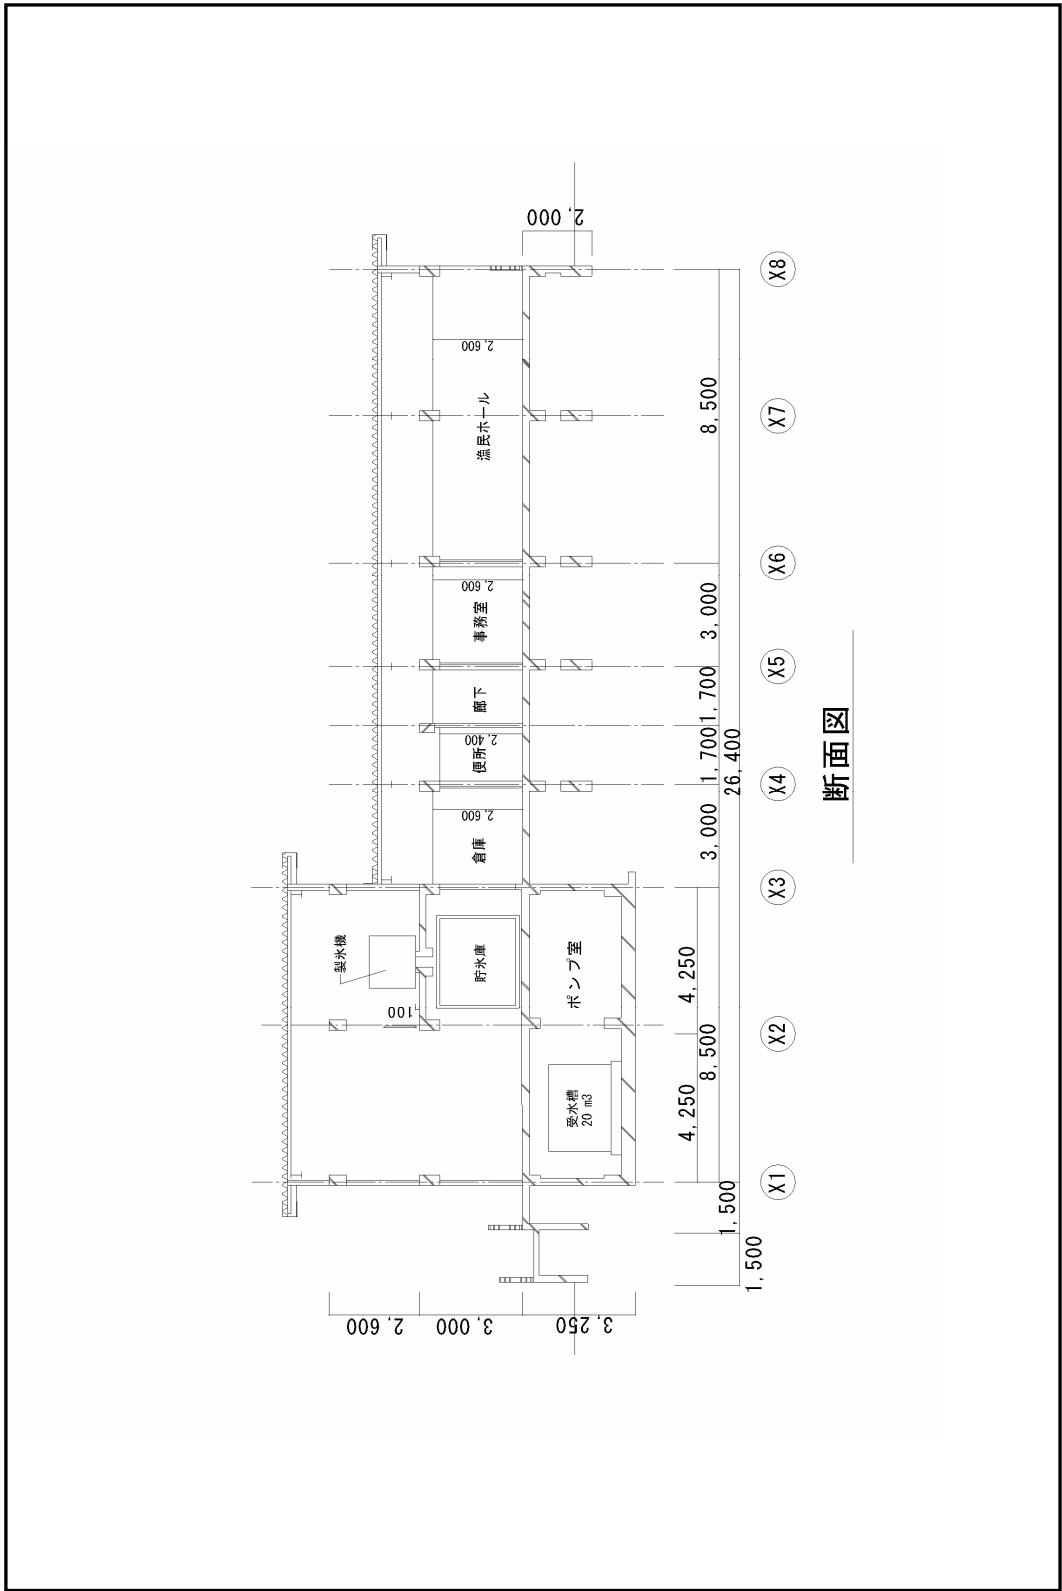 製氷機
100
貯氷庫
倉庫
2,600
便所
2,400
廊下
事務室
2,600
漁民ホール
2,600
2,000
受水槽
20 m3
ポンプ室
2,600
3,000
3,250
4,250
4,250
8,500
3,000
1,700
1,700
3,000
8,500
1,500
26,400
1,500
X1
X2
X3
X4
X5
X6
X7
X8
断面図